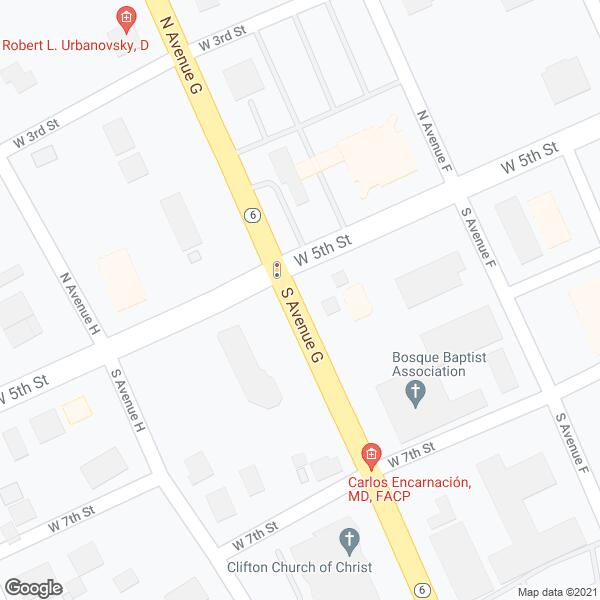 Robert L. Urbanovsky, D
N Avenue G
W 3rd St
W 3rd St
N Avenue F
W 5th St
6
W 5th St
S Avenue F
N Avenue H
S Avenue G
Bosque Baptist
Association
W 5th St
S Avenue H
S Avenue F
W 7th St
Carlos Encarnación,
MD, FACP
W 7th St
W 7th St
Clifton Church of Christ
6
Google
Map data ©2021